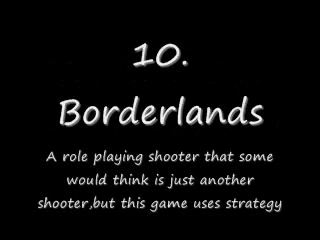 10.
Borderlands
A role playing shooter that some
would think is just another
shooter,but this game uses strategy